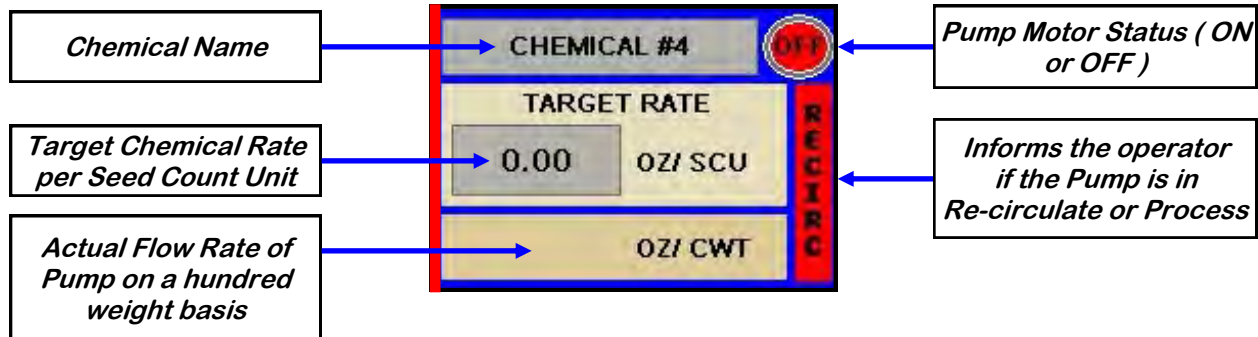 Chemical Name
Target Chemical Rate
per Seed Count Unit
Actual Flow Rate of
Pump on a hundred
weight basis
CHEMICAL #4
OFF
TARGET RATE
0.00 OZ/ SCU
OZ/ CWT
RECIRC
Pump Motor Status ( ON
or OFF )
Informs the operator
if the Pump is in
Re-circulate or Process